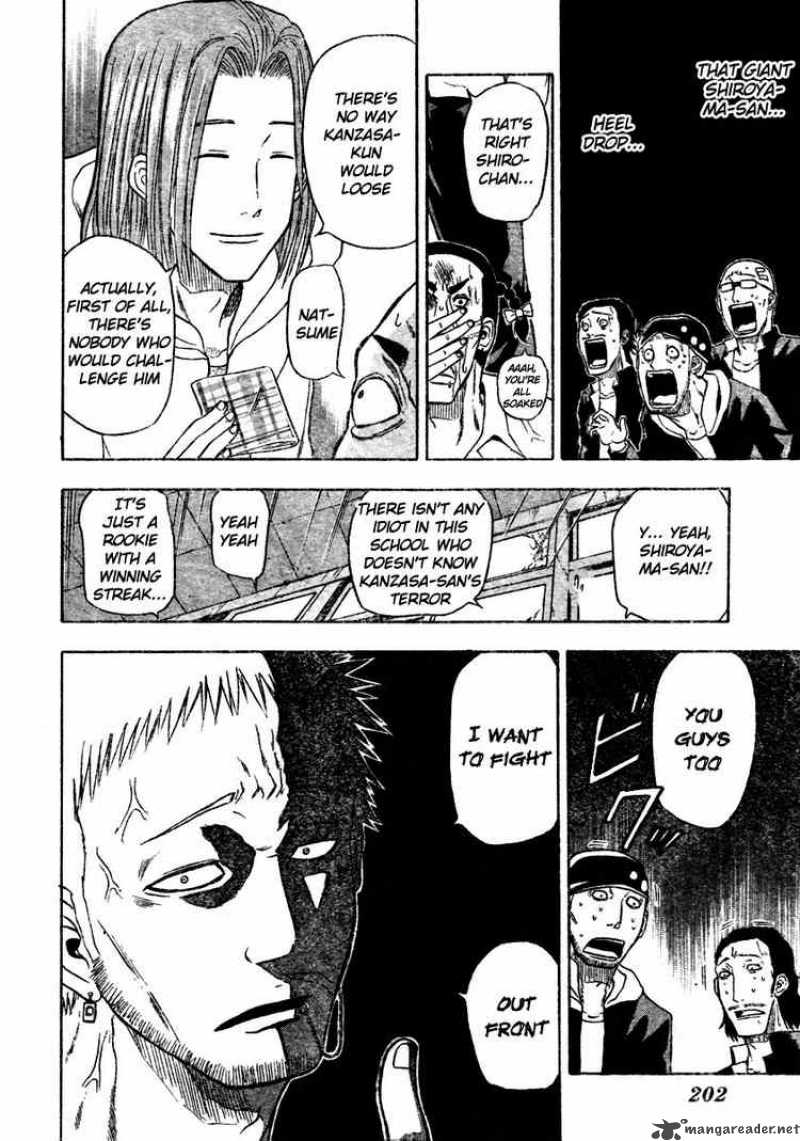 THAT GIANT
SHIROYA-
MA-SAN...
HEEL
DROP...
THAT'S
RIGHT
SHIRO-
CHAN...
AAAH,
YOU'RE
ALL
SOAKED
THERE'S
NO WAY
KANZASA-
KUN
WOULD
LOOSE
NAT-
SUME
ACTUALLY,
FIRST OF ALL,
THERE'S
NOBODY WHO
WOULD CHAL-
LENGE HIM
Y... YEAH,
SHIROYA-
MA-SAN!!
THERE ISN'T ANY
IDIOT IN THIS
SCHOOL WHO
DOESN'T KNOW
KANZASA-SAN'S
TERROR
YEAH
YEAH
IT'S
JUST A
ROOKIE
WITH A
WINNING
STREAK...
YOU
GUYS
TOO
ビクッ
I WANT
TO FIGHT
OUT
FRONT
202
mangareader.net